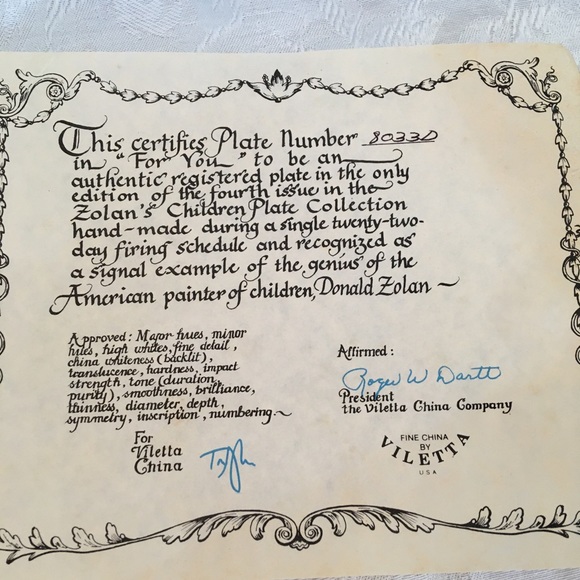 This certifies Plate Number 8033D
in "For You" to be an
authentic registered plate in the only
edition of the fourth issue in the
Zolan's Children Plate Collection
hand-made during a single twenty-two-
day firing schedule and recognized as
a signal example of the genius of the
American painter of children, Donald Zolan ~
Approved: Major hues, minor
hues, high whites, fine detail,
china whiteness (backlit),
translucence, hardness, impact
strength, tone (duration,
purity), smoothness, brilliance,
thinness, diameter, depth,
symmetry, inscription, numbering. ~
For
Viletta
China
Affirmed:
Roger W Dartt
President
the Viletta China Company
FINE CHINA
BY
VILETTA
USA